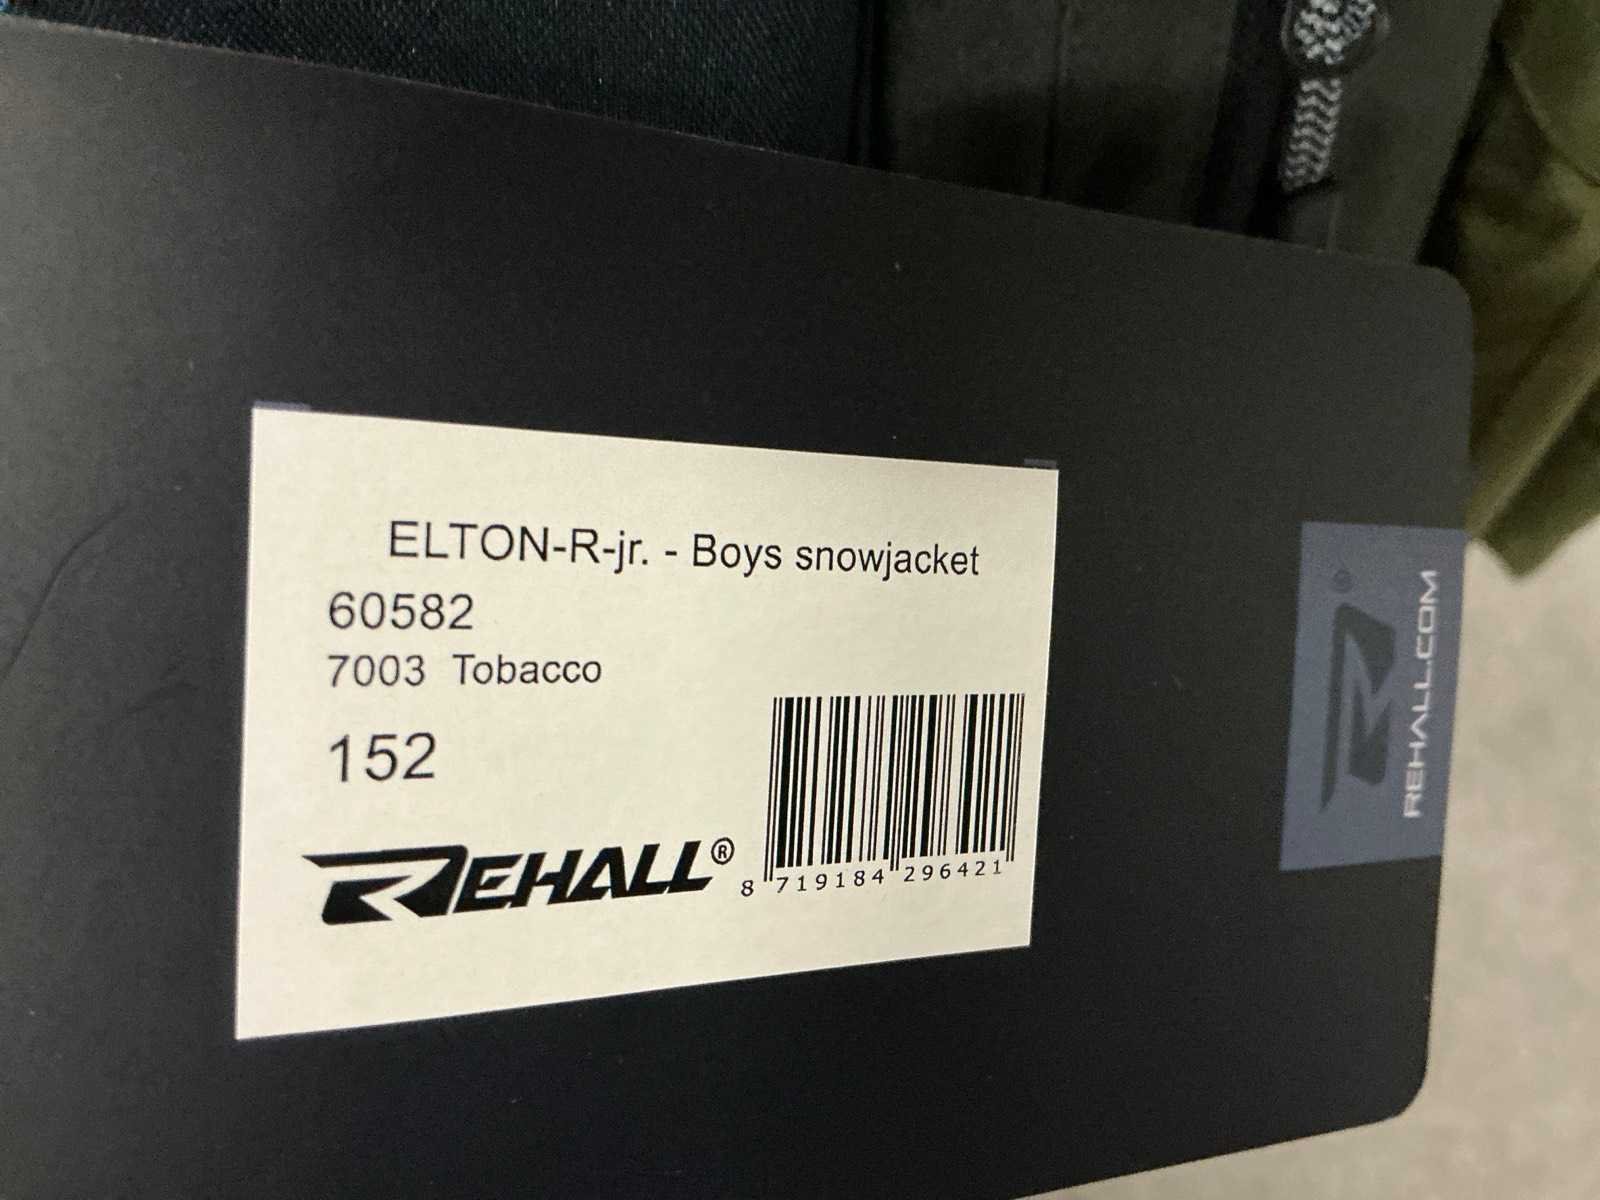 ELTON-R-jr. - Boys snowjacket
60582
7003 Tobacco
152
REHALL®
8 719184 296421
R®
REHALL.COM